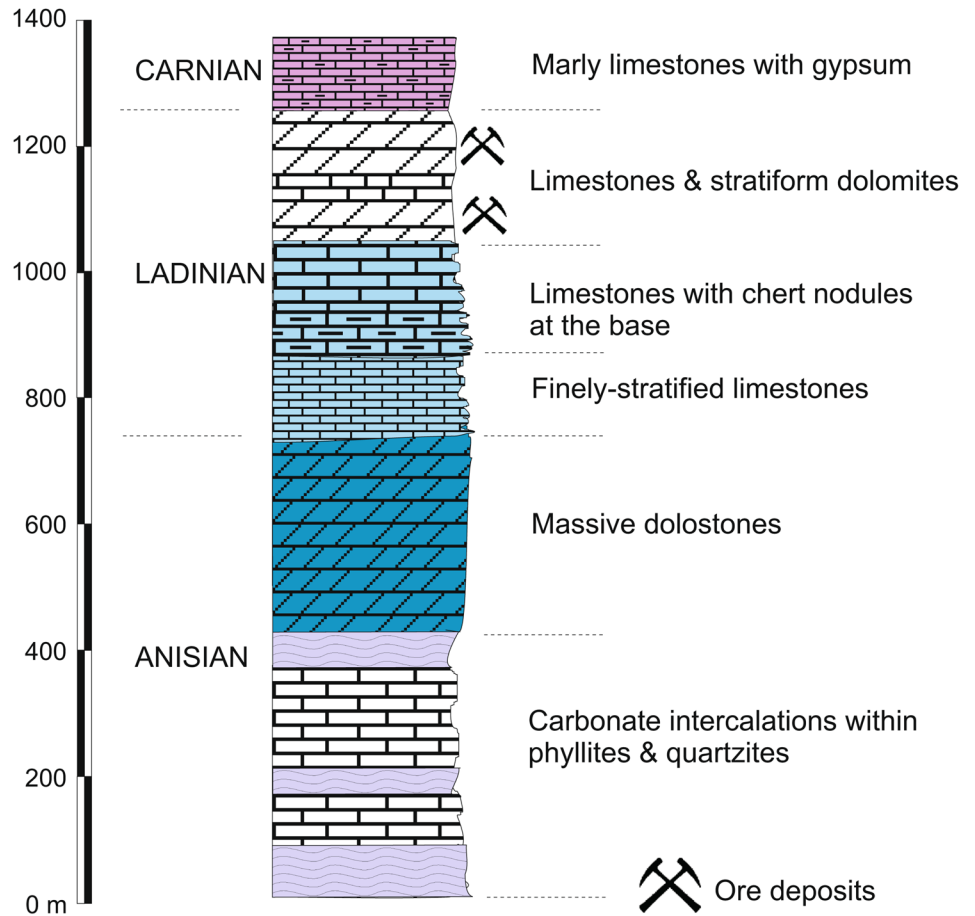 1400
CARNIAN
Marly limestones with gypsum
1200
Limestones & stratiform dolomites
1000
LADINIAN
Limestones with chert nodules
at the base
800
Finely-stratified limestones
600
Massive dolostones
400
ANISIAN
Carbonate intercalations within
phyllites & quartzites
200
0 m
Ore deposits